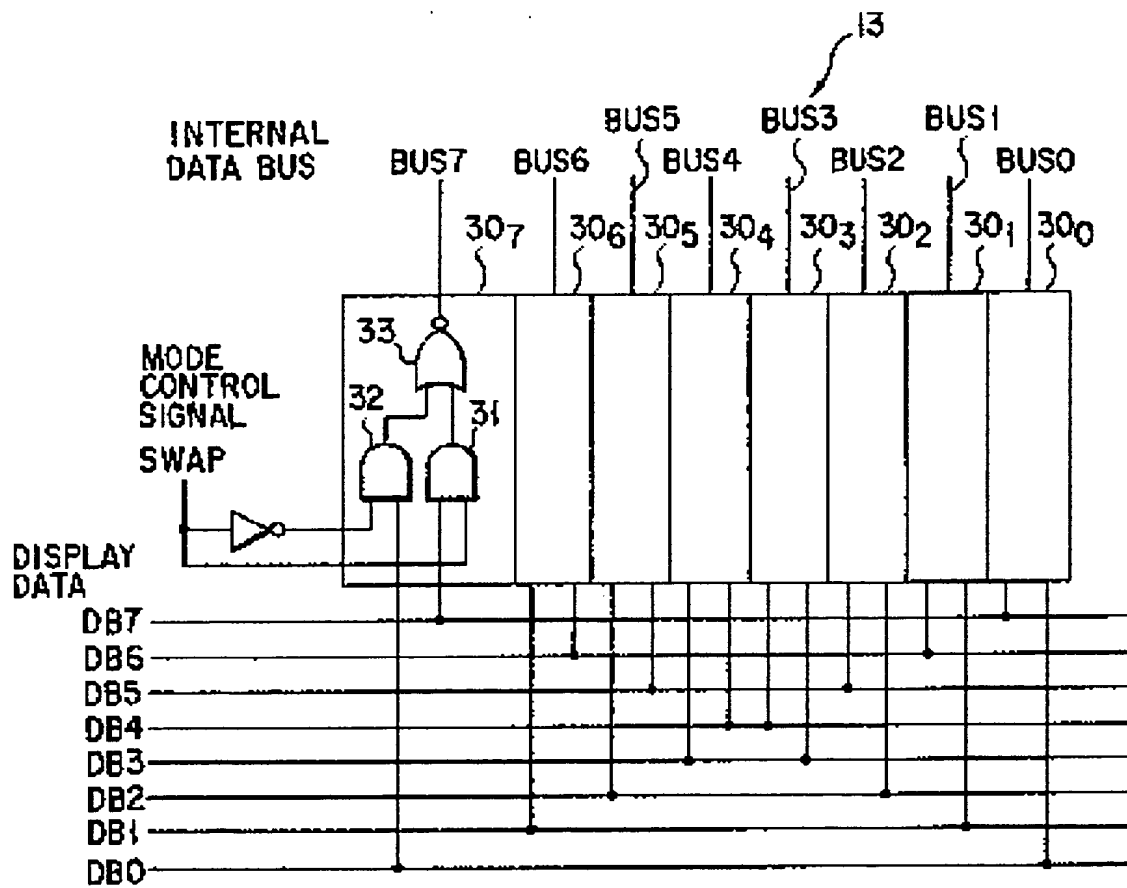 13
INTERNAL
DATA BUS
BUS7
BUS6
BUS5
BUS4
BUS3
BUS2
BUS1
BUS0
307
306
305
304
303
302
301
300
33
32
31
MODE
CONTROL
SIGNAL
SWAP
DISPLAY
DATA
DB7
DB6
DB5
DB4
DB3
DB2
DB1
DB0